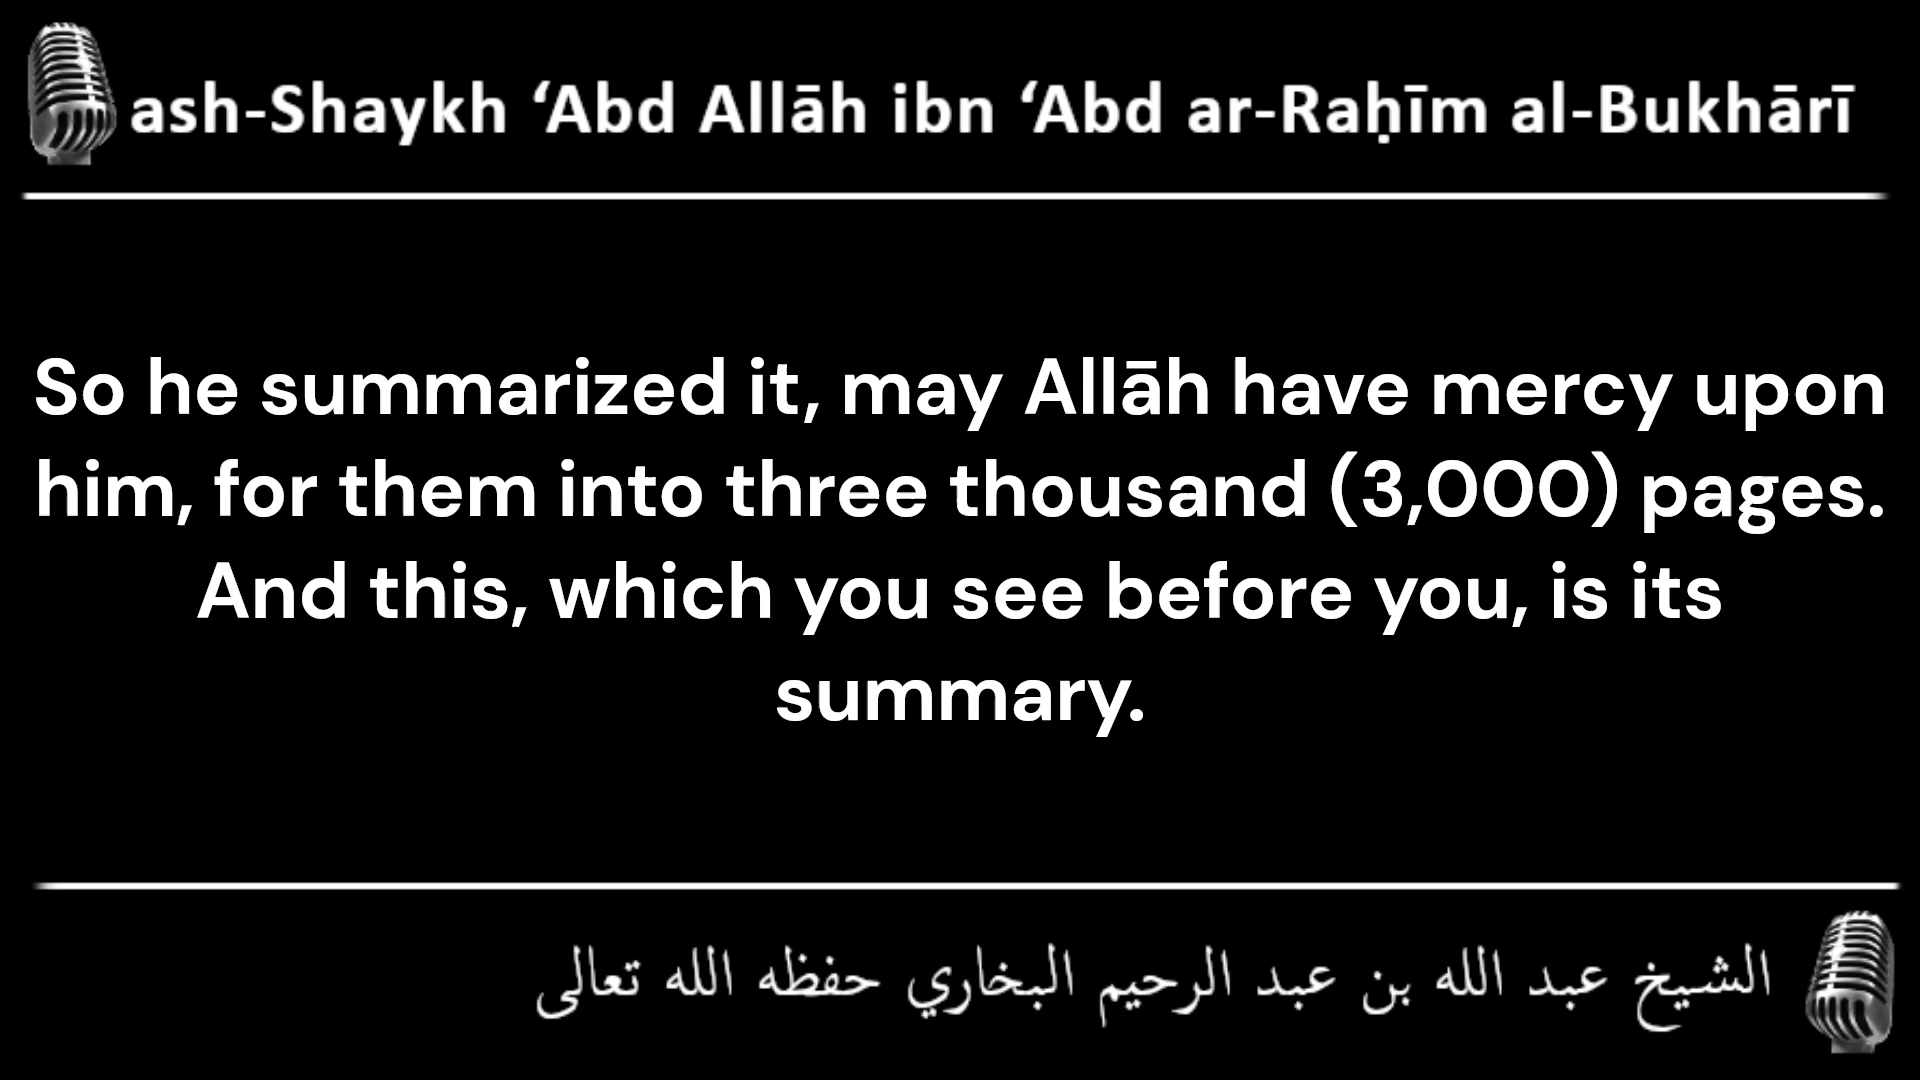 ash-Shaykh ‘Abd Allāh ibn ‘Abd ar-Raḥīm al-Bukhārī
So he summarized it, may Allāh have mercy upon
him, for them into three thousand (3,000) pages.
And this, which you see before you, is its
summary.
الشيخ عبد الله بن عبد الرحيم البخاري حفظه الله تعالى